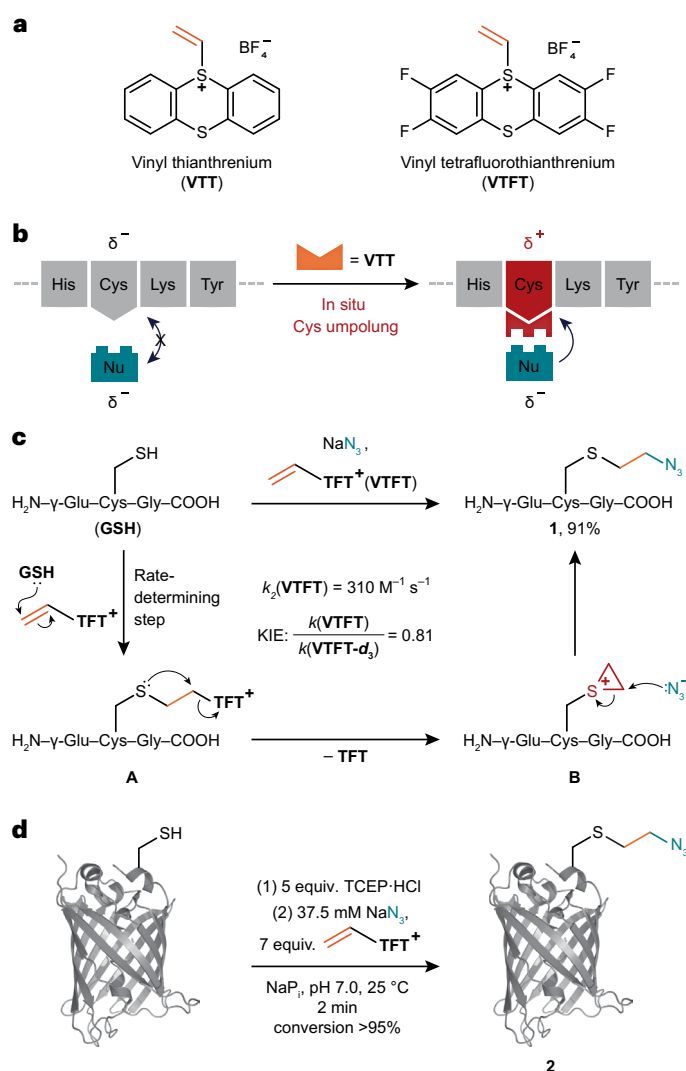 a
BF₄⁻
S
+
S
Vinyl thianthrenium
(VTT)
BF₄⁻
F
F
S
+
S
F
F
Vinyl tetrafluorothianthrenium
(VTFT)
b
δ⁻
His Cys Lys Tyr
x
Nu
δ⁻
= VTT
In situ
Cys umpolung
δ⁺
His Cys Lys Tyr
Nu
δ⁻
c
SH
H₂N–γ-Glu–Cys–Gly–COOH
(GSH)
NaN₃,
TFT⁺ (VTFT)
S
N₃
H₂N–γ-Glu–Cys–Gly–COOH
1, 91%
GSH
TFT⁺
Rate-
determining
step
k₂(VTFT) = 310 M⁻¹ s⁻¹
KIE: k(VTFT)
k(VTFT-d₃)
= 0.81
S:
TFT⁺
H₂N–γ-Glu–Cys–Gly–COOH
A
– TFT
S
+
:N₃⁻
H₂N–γ-Glu–Cys–Gly–COOH
B
d
SH
(1) 5 equiv. TCEP·HCl
(2) 37.5 mM NaN₃,
7 equiv. TFT⁺
NaPᵢ, pH 7.0, 25 °C
2 min
conversion >95%
S
N₃
2